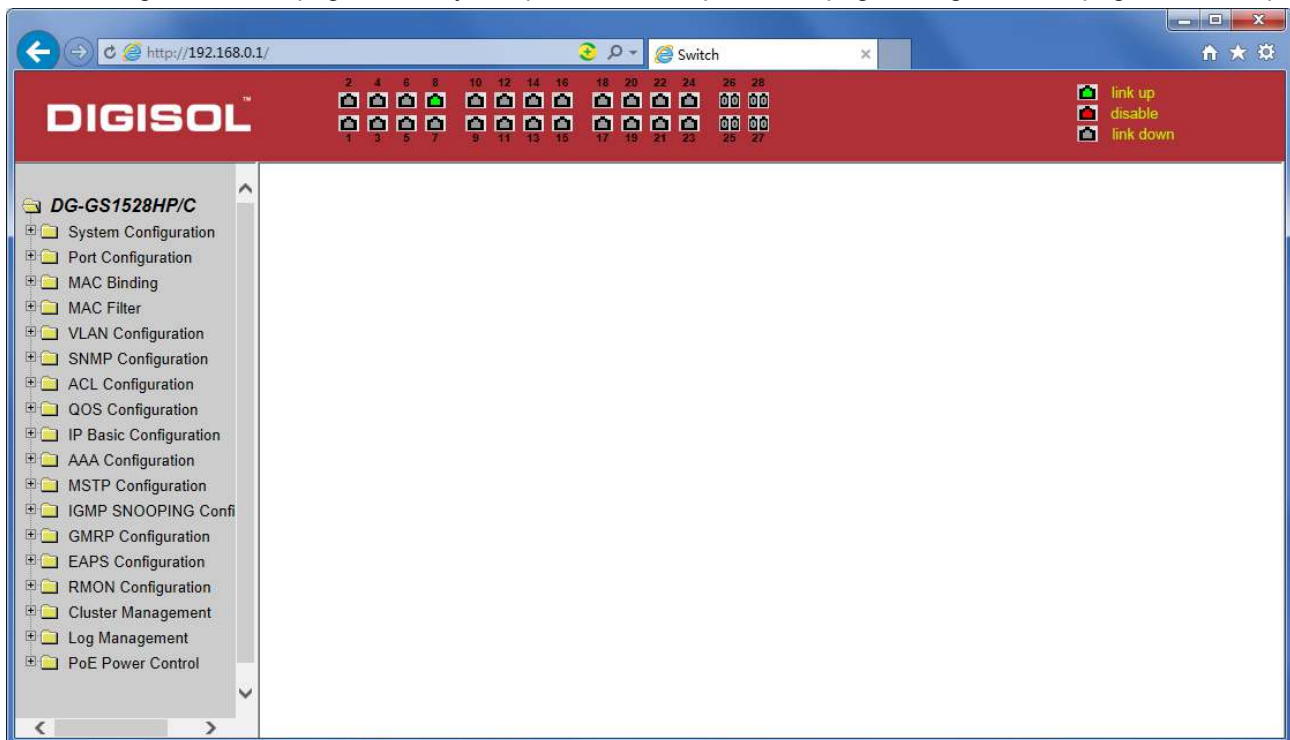 http://192.168.0.1/
Switch
DIGISOL™
2 4 6 8 10 12 14 16 18 20 22 24 26 28
1 3 5 7 9 11 13 15 17 19 21 23 25 27
link up
disable
link down
DG-GS1528HP/C
System Configuration
Port Configuration
MAC Binding
MAC Filter
VLAN Configuration
SNMP Configuration
ACL Configuration
QOS Configuration
IP Basic Configuration
AAA Configuration
MSTP Configuration
IGMP SNOOPING Confi
GMRP Configuration
EAPS Configuration
RMON Configuration
Cluster Management
Log Management
PoE Power Control